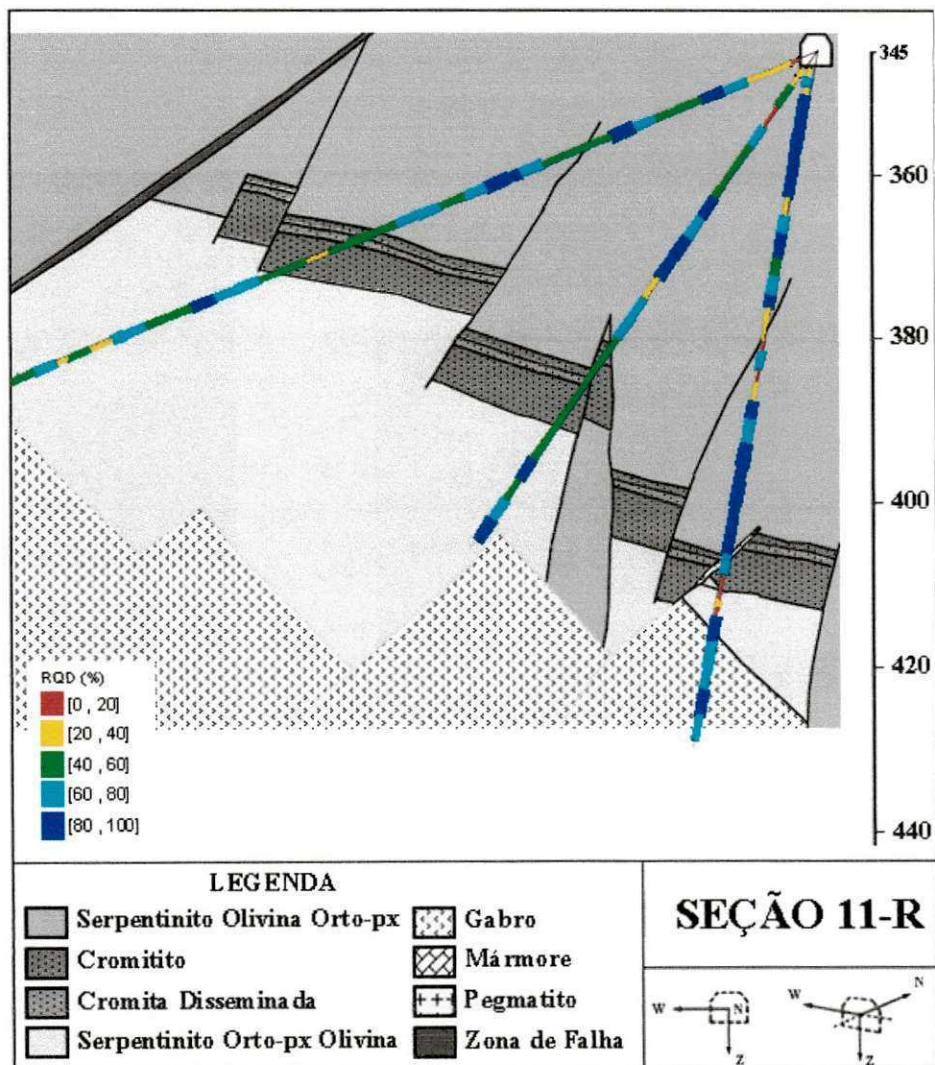 345
360
380
400
420
440
RQD (%)
[0 , 20]
[20 , 40]
[40 , 60]
[60 , 80]
[80 , 100]
LEGENDA
Serpentinito Olivina Orto-px
Cromitito
Cromita Disseminada
Serpentinito Orto-px Olivina
Gabro
Mármore
Pegmatito
Zona de Falha
SEÇÃO 11-R
W N Z
W N Z